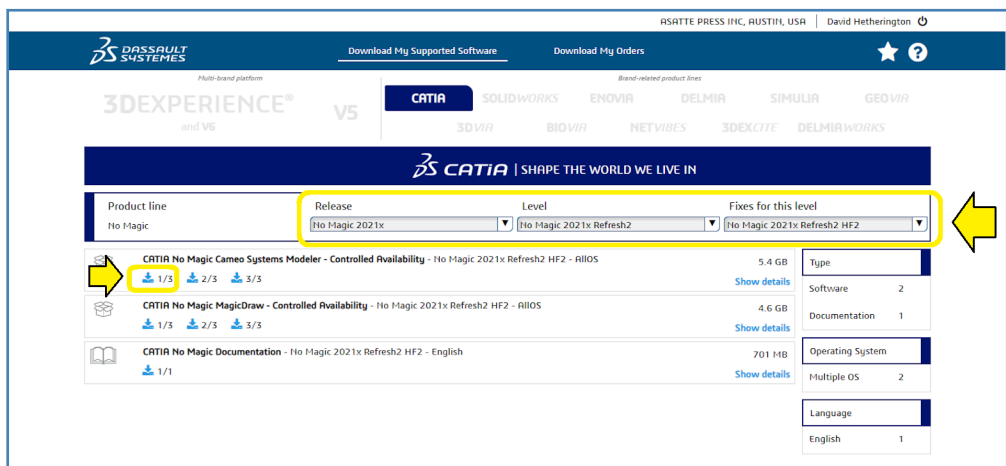 ASATTE PRESS INC, AUSTIN, USA David Hetherington
DASSAULT SYSTEMES
Download My Supported Software Download My Orders
Multi-brand platform Brand-related product lines
3DEXPERIENCE® and V6
V5
CATIA SOLIDWORKS ENOVIA DELMIA SIMULIA GEOVIA
3DVIA BIOVIA NETVIBES 3DEXCITE DELMIAWORKS
CATIA | SHAPE THE WORLD WE LIVE IN
Product line Release Level Fixes for this level
No Magic No Magic 2021x No Magic 2021x Refresh2 No Magic 2021x Refresh2 HF2
CATIA No Magic Cameo Systems Modeler - Controlled Availability - No Magic 2021x Refresh2 HF2 - AllOS 5.4 GB
1/3 2/3 3/3 Show details
CATIA No Magic MagicDraw - Controlled Availability - No Magic 2021x Refresh2 HF2 - AllOS 4.6 GB
1/3 2/3 3/3 Show details
CATIA No Magic Documentation - No Magic 2021x Refresh2 HF2 - English 701 MB
1/1 Show details
Type
Software 2
Documentation 1
Operating System
Multiple OS 2
Language
English 1